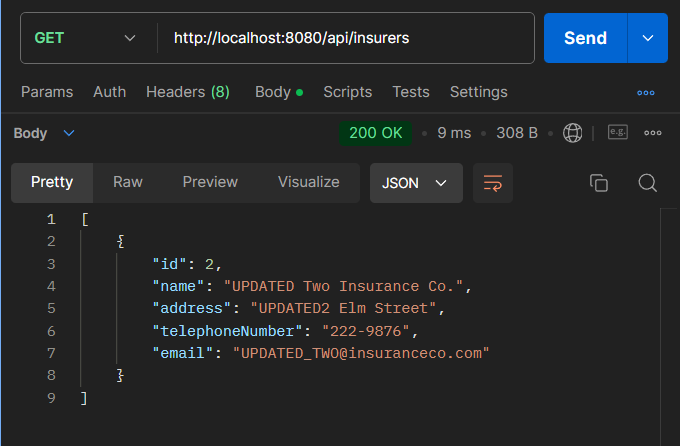 GET http://localhost:8080/api/insurers Send
Params Auth Headers (8) Body Scripts Tests Settings
Body 200 OK 9 ms 308 B e.g.
Pretty Raw Preview Visualize JSON
1 [
2 {
3 "id": 2,
4 "name": "UPDATED Two Insurance Co.",
5 "address": "UPDATED2 Elm Street",
6 "telephoneNumber": "222-9876",
7 "email": "UPDATED_TWO@insuranceco.com"
8 }
9 ]